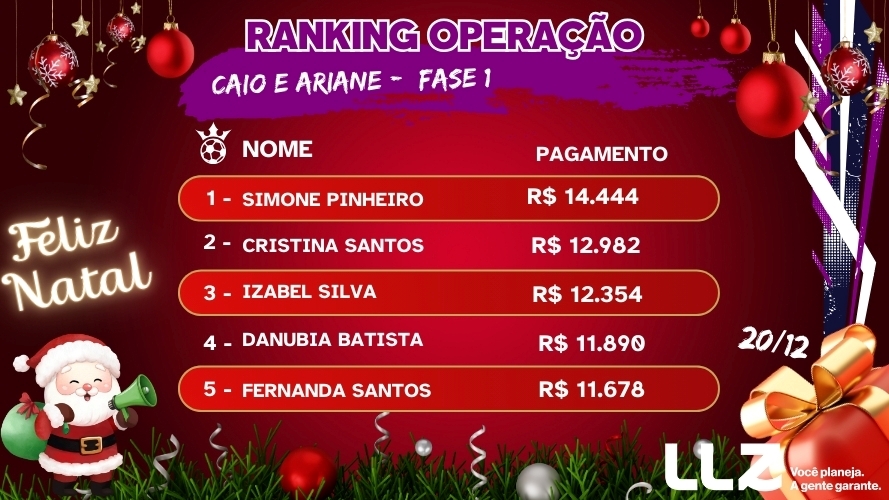 RANKING OPERAÇÃO
CAIO E ARIANE - FASE 1
NOME PAGAMENTO
1 - SIMONE PINHEIRO R$ 14.444
2 - CRISTINA SANTOS R$ 12.982
3 - IZABEL SILVA R$ 12.354
4 - DANUBIA BATISTA R$ 11.890
5 - FERNANDA SANTOS R$ 11.678
Feliz
Natal
20/12
LLZ
Você planeja.
A gente garante.